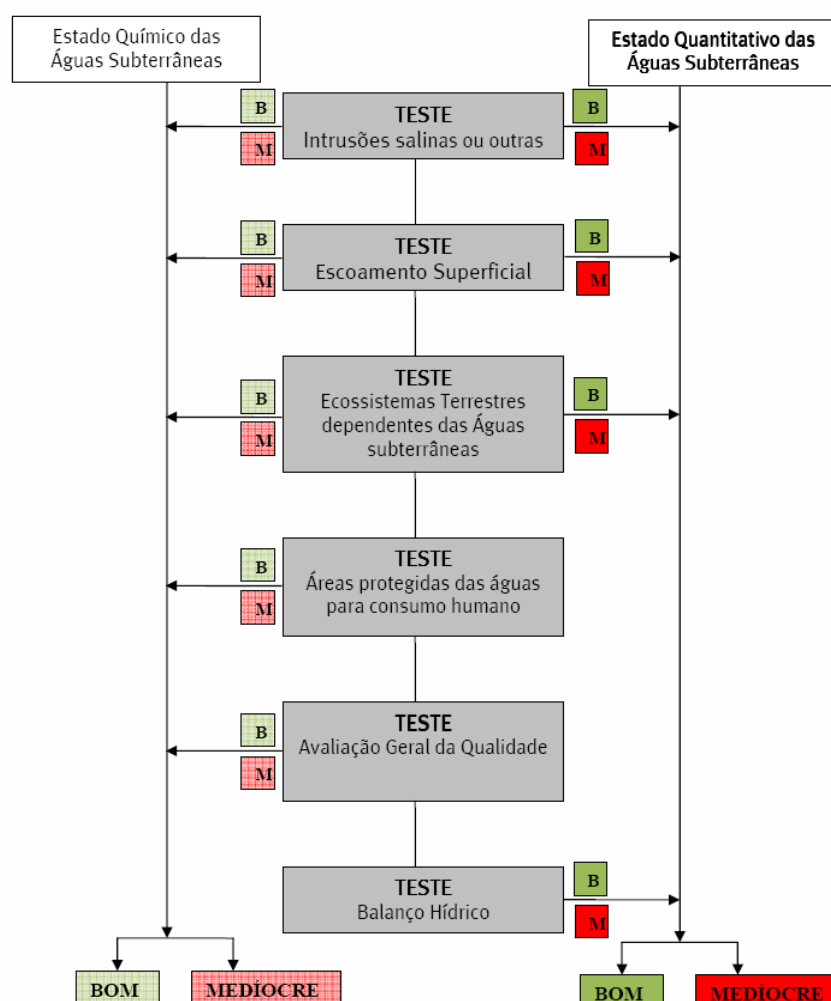 Estado Químico das
Águas Subterrâneas
Estado Quantitativo das
Águas Subterrâneas
B
M
TESTE
Intrusões salinas ou outras
B
M
B
M
TESTE
Escoamento Superficial
B
M
B
M
TESTE
Ecossistemas Terrestres
dependentes das Águas
subterrâneas
B
M
B
M
TESTE
Áreas protegidas das águas
para consumo humano
B
M
TESTE
Avaliação Geral da Qualidade
TESTE
Balanço Hídrico
B
M
BOM
MEDÍOCRE
BOM
MEDÍOCRE